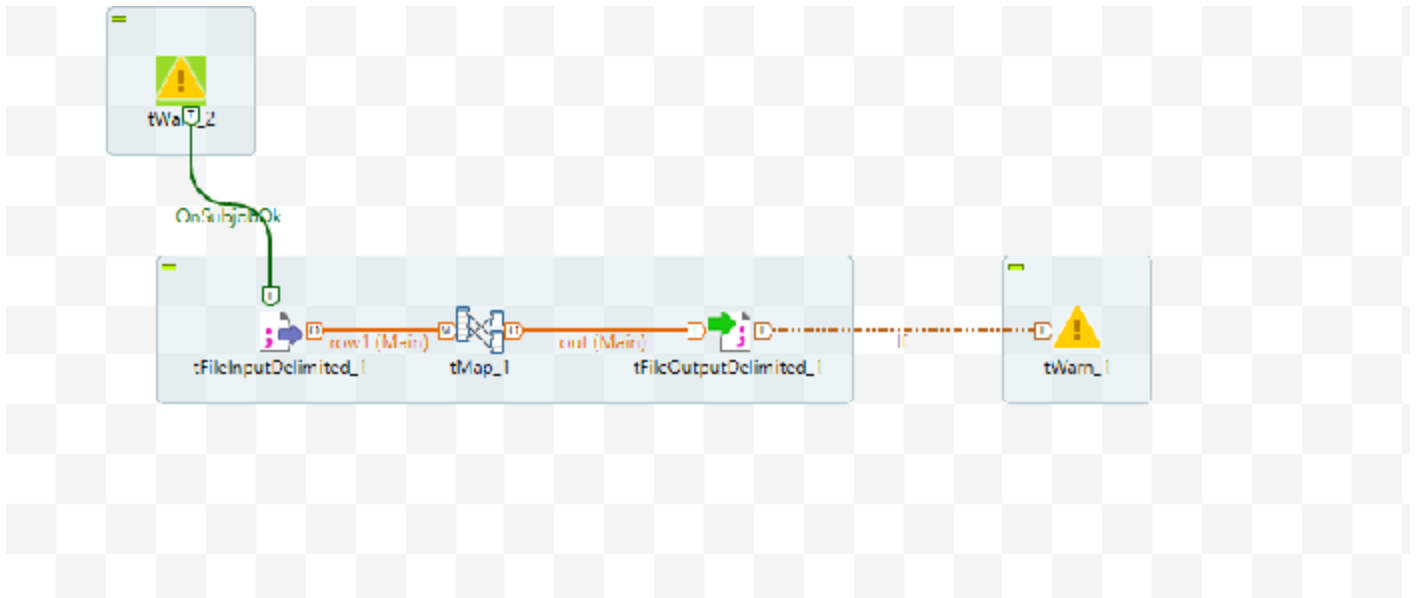 tWarn_2
OnSubjobOk
row1 (Main)
out (Main)
If
tFileInputDelimited_1
tMap_1
tFileOutputDelimited_1
tWarn_1